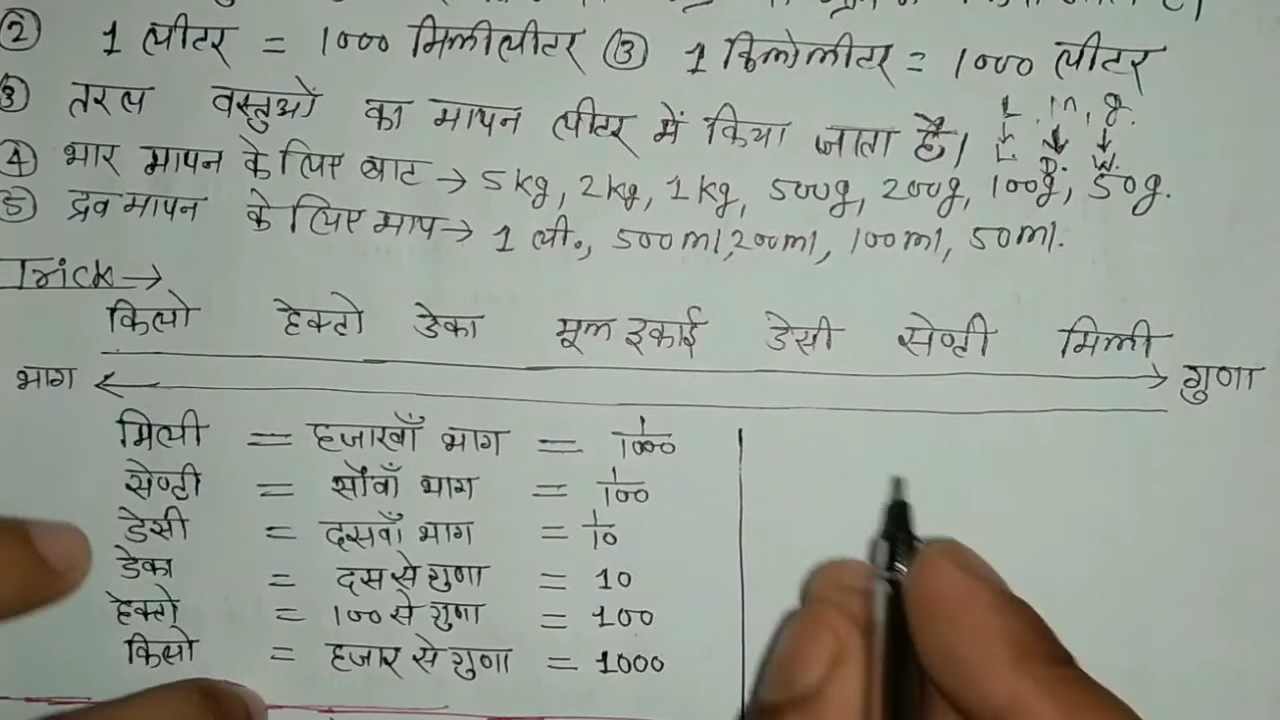 ② 1 लीटर = 1000 मिलीलीटर ③ 1 किलोलीटर = 1000 लीटर
③ तरल वस्तुओं का मापन लीटर में किया जाता है। L m, g.
④ भार मापन के लिए बाट → 5kg, 2kg, 1kg, 500g, 200g, 100g, 50g.
⑤ द्रव मापन के लिए माप → 1 ली०, 500ml, 200ml, 100ml, 50ml.
Trick →
किलो हेक्टो डेका मूल इकाई डेसी सेण्टी मिली
भाग गुणा
मिली = हजारवाँ भाग = 1/1000
सेण्टी = सौवाँ भाग = 1/100
डेसी = दसवाँ भाग = 1/10
डेका = दस से गुणा = 10
हेक्टो = 100 से गुणा = 100
किलो = हजार से गुणा = 1000